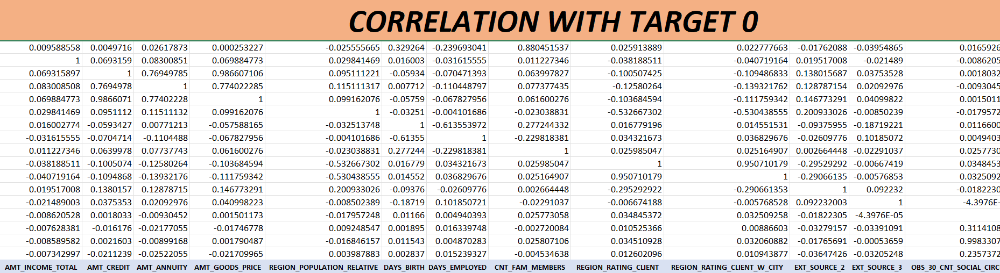 CORRELATION WITH TARGET 0
0.009588558 0.0049716 0.02617873 0.000253227 -0.025555665 0.329264 -0.239693041 0.880451537 0.025913889 0.022777663 -0.01762088 -0.03954865 0.0165926
1 0.0693159 0.08300851 0.069884773 0.029841469 0.016003 -0.031615555 0.011227346 -0.038188511 -0.040719164 0.019517008 -0.021489 -0.0086205
0.069315897 1 0.76949785 0.986607106 0.095111221 -0.05934 -0.070471393 0.063997827 -0.100507425 -0.109486833 0.138015687 0.03753528 0.0018032
0.083008508 0.7694978 1 0.774022285 0.115111317 0.007712 -0.110448797 0.077377435 -0.12580264 -0.139321762 0.128787154 0.02092976 -0.0093045
0.069884773 0.9866071 0.77402228 1 0.099162076 -0.05759 -0.067827956 0.061600276 -0.103684594 -0.111759342 0.146773291 0.04099822 0.0015011
0.029841469 0.0951112 0.11511132 0.099162076 1 -0.03251 -0.004101686 -0.023038831 -0.532667302 -0.530438555 0.200933026 -0.00850239 -0.0179572
0.016002774 -0.0593427 0.00771213 -0.057588165 -0.032513748 1 -0.613553972 0.277244332 0.016779196 0.014551531 -0.09375955 -0.18719221 0.0116600
-0.031615555 -0.0704714 -0.1104488 -0.067827956 -0.004101686 -0.61355 1 -0.229818381 0.034321673 0.036829676 -0.02609776 0.10185072 0.0049403
0.011227346 0.0639978 0.07737743 0.061600276 -0.023038831 0.277244 -0.229818381 1 0.025985047 0.025164907 0.002664448 -0.02291037 0.0257730
-0.038188511 -0.1005074 -0.12580264 -0.103684594 -0.532667302 0.016779 0.034321673 0.025985047 1 0.950710179 -0.29529292 -0.00667419 0.0348453
-0.040719164 -0.1094868 -0.13932176 -0.111759342 -0.530438555 0.014552 0.036829676 0.025164907 0.950710179 1 -0.29066135 -0.00576853 0.0325092
0.019517008 0.1380157 0.12878715 0.146773291 0.200933026 -0.09376 -0.02609776 0.002664448 -0.295292922 -0.290661353 1 0.092232 -0.0182230
-0.021489003 0.0375353 0.02092976 0.040998223 -0.008502389 -0.18719 0.101850721 -0.02291037 -0.006674188 -0.005768528 0.092232003 1 -4.3976E-
-0.008620528 0.0018033 -0.00930452 0.001501173 -0.017957248 0.01166 0.004940393 0.025773058 0.034845372 0.032509258 -0.01822305 -4.3976E-05
-0.007628381 -0.016176 -0.02177055 -0.01746778 0.009248547 0.001895 0.016339748 -0.002720084 0.010525366 0.00886603 -0.03279157 -0.03391091 0.3114108
-0.008589582 0.0021603 -0.00899168 0.001790487 -0.016846157 0.011543 0.004870283 0.025807106 0.034510928 0.032060882 -0.01765691 -0.00053659 0.9983307
-0.007342997 -0.0211239 -0.02522055 -0.021709965 0.003987883 0.002837 0.015239327 -0.004534638 0.012602096 0.010943877 -0.03647426 -0.03205248 0.2357372
AMT_INCOME_TOTAL AMT_CREDIT AMT_ANNUITY AMT_GOODS_PRICE REGION_POPULATION_RELATIVE DAYS_BIRTH DAYS_EMPLOYED CNT_FAM_MEMBERS REGION_RATING_CLIENT REGION_RATING_CLIENT_W_CITY EXT_SOURCE_2 EXT_SOURCE_3 OBS_30_CNT_SOCIAL_CIRC